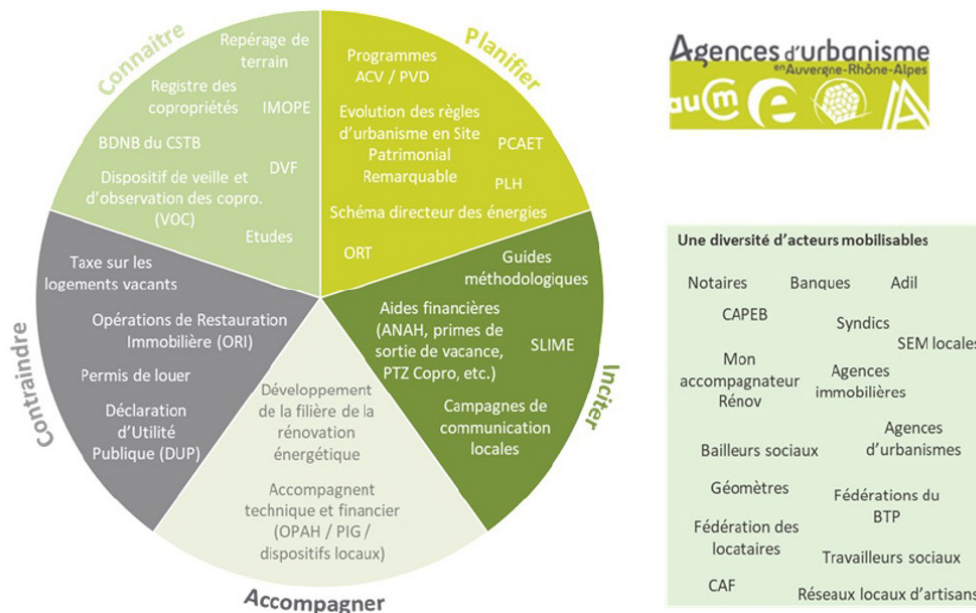 Connaître
Repérage de
terrain
Registre des
copropriétés
IMOPE
BDNB du CSTB
DVF
Dispositif de veille et
d'observation des copro.
(VOC)
Etudes
Planifier
Programmes
ACV / PVD
Evolution des règles
d'urbanisme en Site
Patrimonial
Remarquable
PCAET
PLH
Schéma directeur des énergies
ORT
Inciter
Guides
méthodologiques
Aides financières
(ANAH, primes de
sortie de vacance,
PTZ Copro, etc.)
SLIME
Campagnes de
communication
locales
Accompagner
Développement
de la filière de la
rénovation
énergétique
Accompagnent
technique et financier
(OPAH / PIG /
dispositifs locaux)
Contraindre
Taxe sur les
logements vacants
Opérations de Restauration
Immobilière (ORI)
Permis de louer
Déclaration
d'Utilité
Publique (DUP)
Agences d'urbanisme
en Auvergne-Rhône-Alpes
Une diversité d'acteurs mobilisables
Notaires
Banques
Adil
CAPEB
Syndics
SEM locales
Mon
accompagnateur
Rénov
Agences
immobilières
Bailleurs sociaux
Agences
d'urbanismes
Géomètres
Fédérations du
BTP
Fédération des
locataires
Travailleurs sociaux
CAF
Réseaux locaux d'artisans